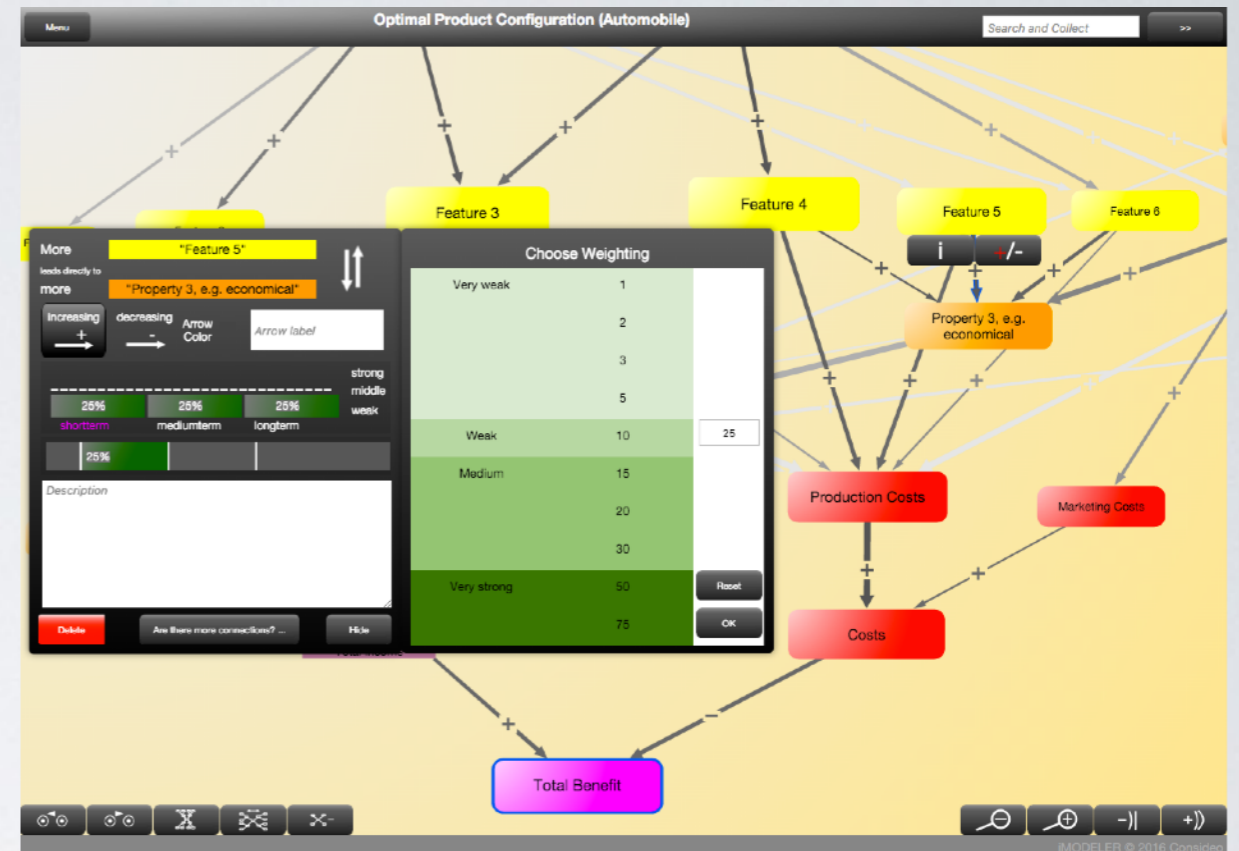 Menu
Optimal Product Configuration (Automobile)
Search and Collect
>>
+
+
+
+
+
+
Feature 3
Feature 4
Feature 5
Feature 6
i
+/-
More
"Feature 5"
leads directly to
more
"Property 3, e.g. economical"
increasing
+
decreasing
-
Arrow
Color
Arrow label
strong
middle
weak
25%
25%
25%
shortterm
mediumterm
longterm
25%
Description
Delete
Are there more connections? ...
Hide
Choose Weighting
Very weak
1
2
3
5
Weak
10
25
Medium
15
20
30
Very strong
50
75
Reset
OK
+
+
+
+
Property 3, e.g.
economical
+
+
+
+
Production Costs
Marketing Costs
+
+
Costs
+
−
Total Benefit
X
X-
-)|
+))
iMODELER © 2016 Consideo